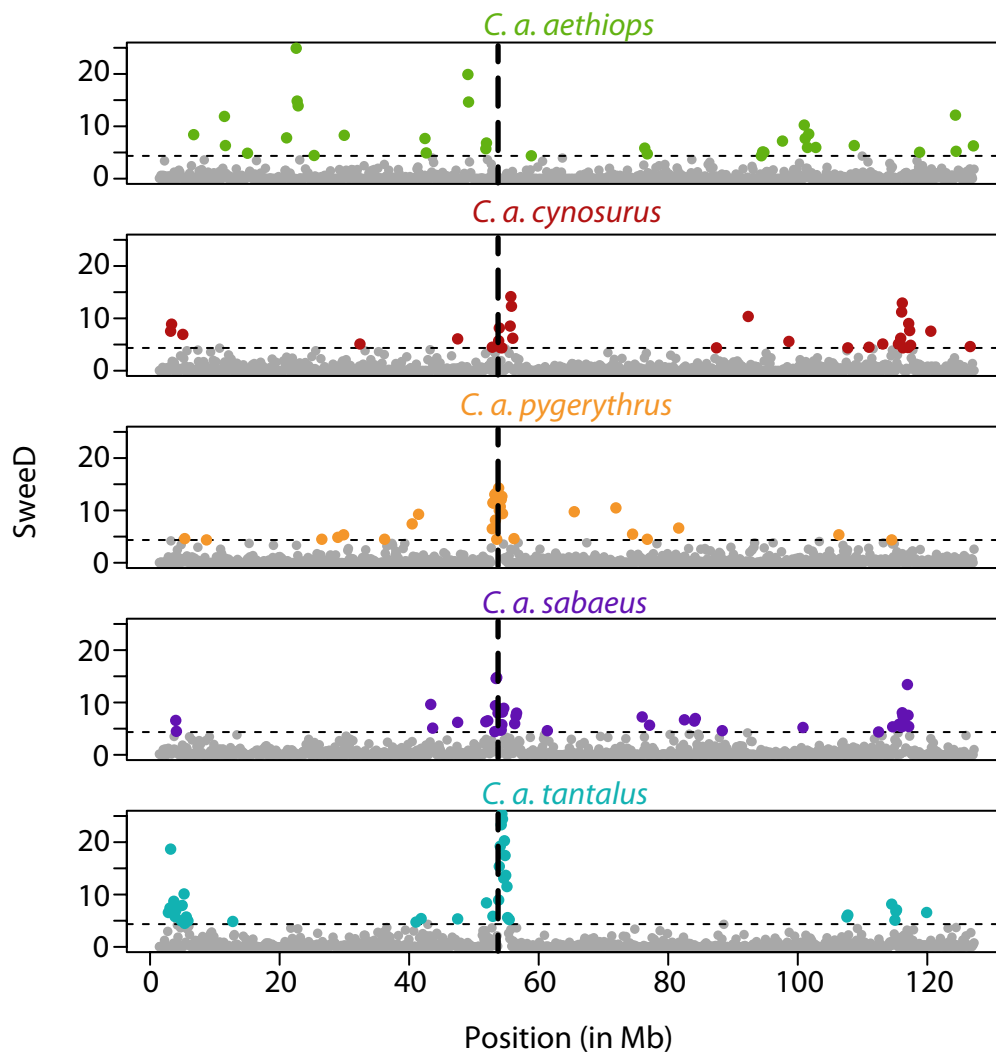 C. a. aethiops
20
10
0
C. a. cynosurus
20
10
0
C. a. pygerythrus
20
10
0
SweeD
C. a. sabaeus
20
10
0
C. a. tantalus
20
10
0
0 20 40 60 80 100 120
Position (in Mb)